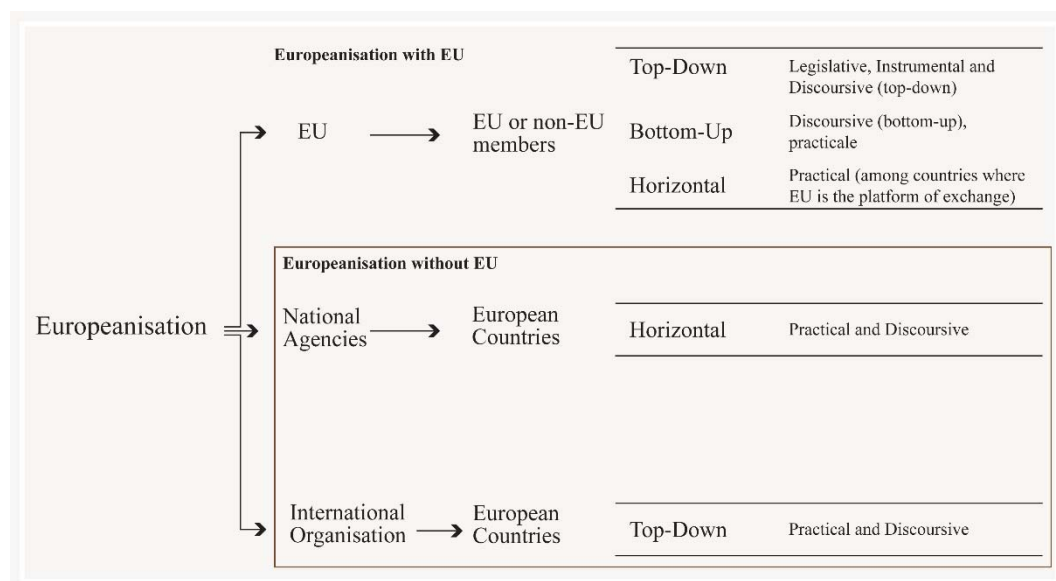 Europeanisation with EU
Top-Down
Legislative, Instrumental and
Discoursive (top-down)
EU
EU or non-EU
members
Bottom-Up
Discoursive (bottom-up),
practicale
Horizontal
Practical (among countries where
EU is the platform of exchange)
Europeanisation without EU
Europeanisation
National
Agencies
European
Countries
Horizontal
Practical and Discoursive
International
Organisation
European
Countries
Top-Down
Practical and Discoursive